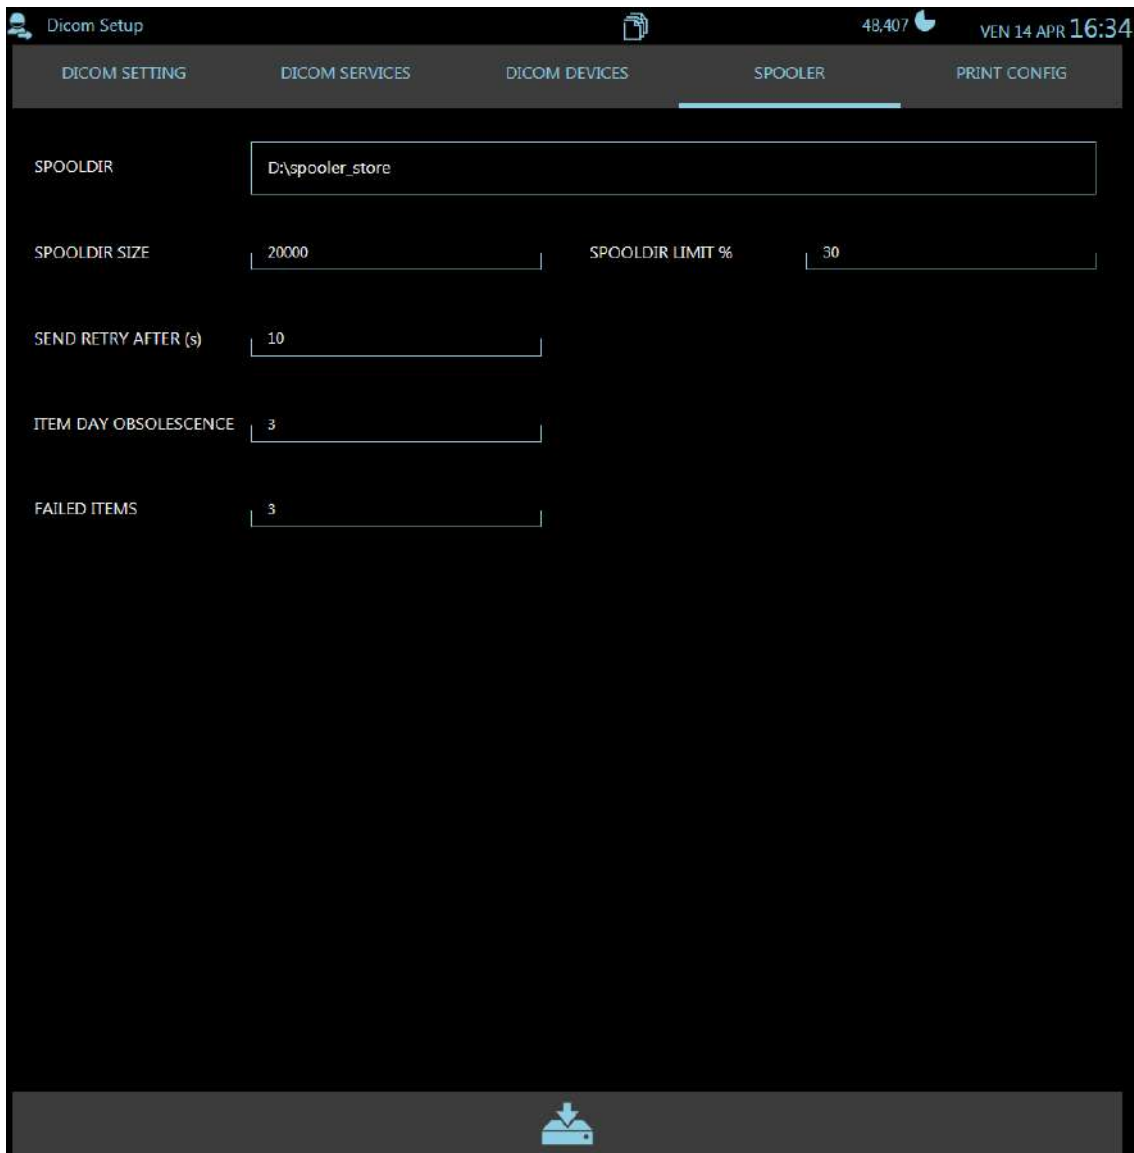 Dicom Setup 48,407 VEN 14 APR 16:34
DICOM SETTING DICOM SERVICES DICOM DEVICES SPOOLER PRINT CONFIG
SPOOLDIR D:\spooler_store
SPOOLDIR SIZE 20000 SPOOLDIR LIMIT % 30
SEND RETRY AFTER (s) 10
ITEM DAY OBSOLESCENCE 3
FAILED ITEMS 3